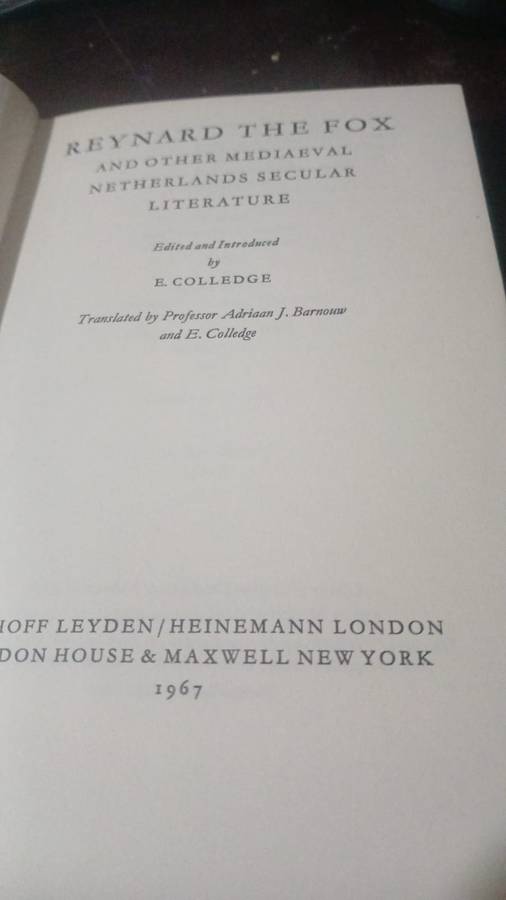 REYNARD THE FOX
AND OTHER MEDIAEVAL
NETHERLANDS SECULAR
LITERATURE
Edited and Introduced
by
E. COLLEDGE
Translated by Professor Adriaan J. Barnouw
and E. Colledge
HOFF LEYDEN/HEINEMANN LONDON
DON HOUSE & MAXWELL NEW YORK
1967